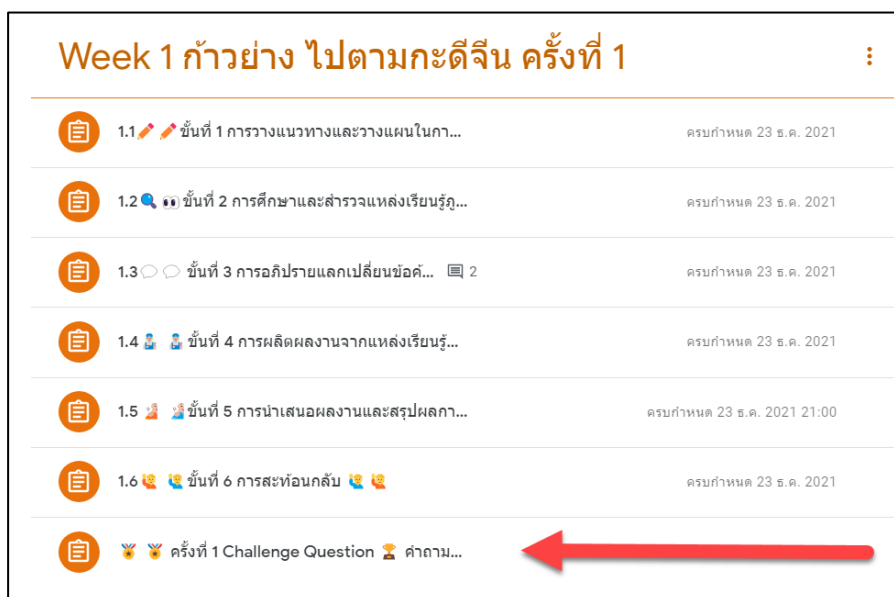 Week 1 ก้าวย่าง ไปตามกะดีจีน ครั้งที่ 1
1.1✏️ ✏️ขั้นที่ 1 การวางแนวทางและวางแผนในกา... ครบกำหนด 23 ธ.ค. 2021
1.2🔍 👀ขั้นที่ 2 การศึกษาและสำรวจแหล่งเรียนรู้ภู... ครบกำหนด 23 ธ.ค. 2021
1.3💬 💬 ขั้นที่ 3 การอภิปรายแลกเปลี่ยนข้อค้... 2 ครบกำหนด 23 ธ.ค. 2021
1.4 👨‍🎨 👨‍🎨ขั้นที่ 4 การผลิตผลงานจากแหล่งเรียนรู้... ครบกำหนด 23 ธ.ค. 2021
1.5 ขั้นที่ 5 การนำเสนอผลงานและสรุปผลกา... ครบกำหนด 23 ธ.ค. 2021 21:00
1.6🙋 🙋ขั้นที่ 6 การสะท้อนกลับ 🙋 🙋 ครบกำหนด 23 ธ.ค. 2021
🏅 🏅 ครั้งที่ 1 Challenge Question 🏆 คำถาม...